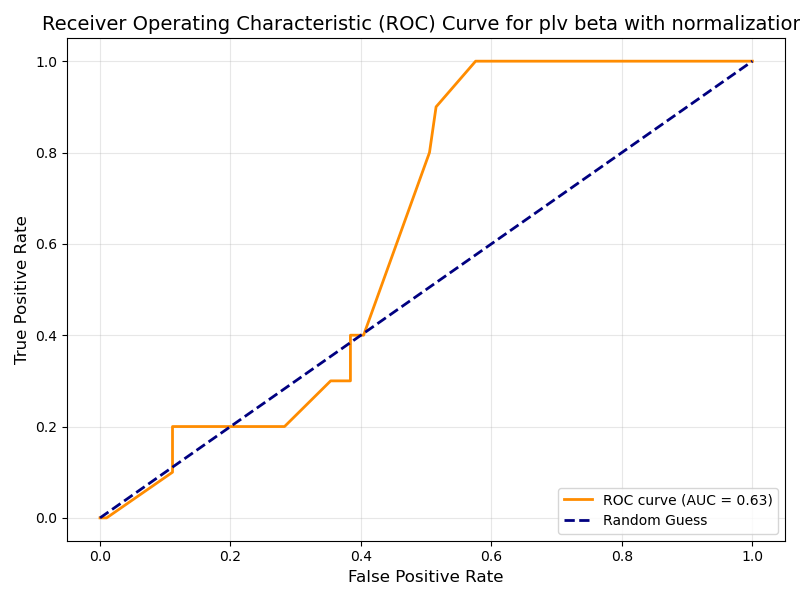 Receiver Operating Characteristic (ROC) Curve for plv beta with normalization
True Positive Rate
1.0
0.8
0.6
0.4
0.2
0.0
0.0 0.2 0.4 0.6 0.8 1.0
False Positive Rate
ROC curve (AUC = 0.63)
Random Guess